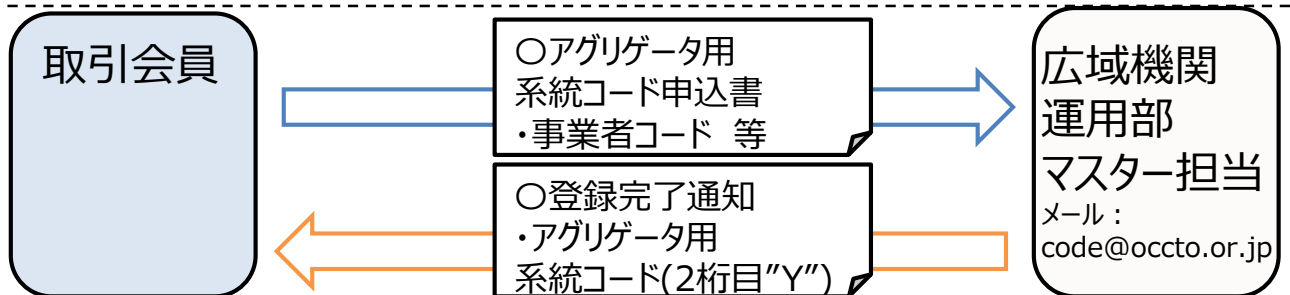 取引会員
○アグリゲータ用
系統コード申込書
・事業者コード 等
広域機関
運用部
マスター担当
メール：
code@occto.or.jp
○登録完了通知
・アグリゲータ用
系統コード(2桁目”Y”)